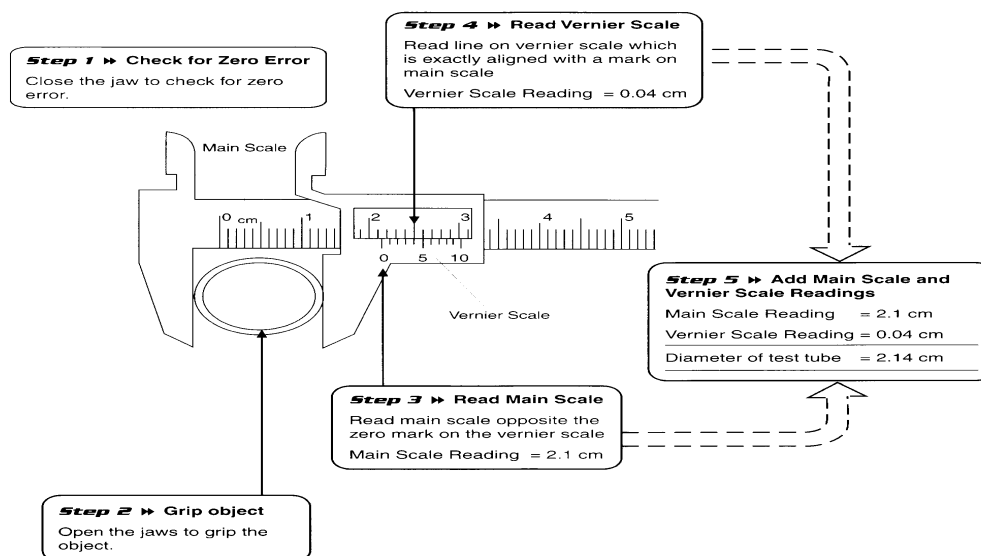 Step 1 ▸▸ Check for Zero Error
Close the jaw to check for zero
error.
Step 4 ▸▸ Read Vernier Scale
Read line on vernier scale which
is exactly aligned with a mark on
main scale
Vernier Scale Reading = 0.04 cm
Main Scale
0 cm 1 2 3 4 5
0 5 10
Vernier Scale
Step 5 ▸▸ Add Main Scale and
Vernier Scale Readings
Main Scale Reading = 2.1 cm
Vernier Scale Reading = 0.04 cm
Diameter of test tube = 2.14 cm
Step 3 ▸▸ Read Main Scale
Read main scale opposite the
zero mark on the vernier scale
Main Scale Reading = 2.1 cm
Step 2 ▸▸ Grip object
Open the jaws to grip the
object.